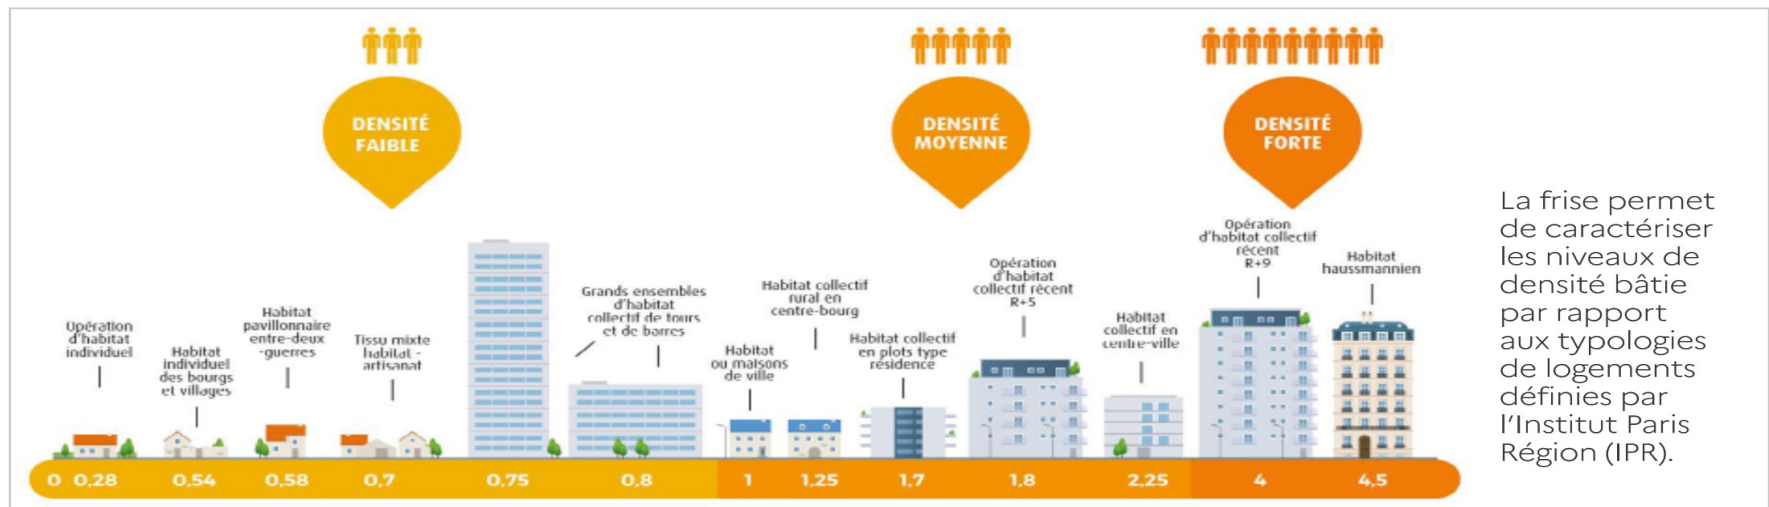 DENSITÉ
FAIBLE
DENSITÉ
MOYENNE
DENSITÉ
FORTE
Opération
d'habitat
individuel
Habitat
individuel
des bourgs
et villages
Habitat
pavillonnaire
entre-deux
-guerres
Tissu mixte
habitat -
artisanat
Grands ensembles
d'habitat
collectif de tours
et de barres
Habitat
ou maisons
de ville
Habitat collectif
rural en
centre-bourg
Habitat collectif
en plots type
résidence
Opération
d'habitat
collectif récent
R+5
Habitat
collectif en
centre-ville
Opération
d'habitat collectif
récent
R+9
Habitat
haussmannien
0 0,28 0,54 0,58 0,7 0,75 0,8 1 1,25 1,7 1,8 2,25 4 4,5
La frise permet
de caractériser
les niveaux de
densité bâtie
par rapport
aux typologies
de logements
définies par
l'Institut Paris
Région (IPR).